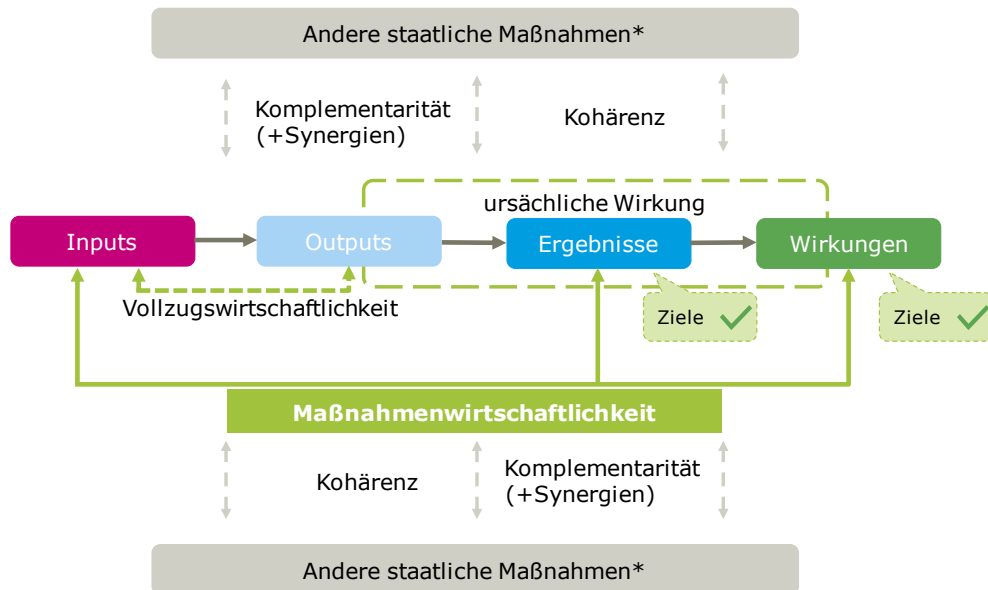 Andere staatliche Maßnahmen*
Komplementarität
(+Synergien)
Kohärenz
ursächliche Wirkung
Inputs
Outputs
Ergebnisse
Wirkungen
Vollzugswirtschaftlichkeit
Ziele
Ziele
Maßnahmenwirtschaftlichkeit
Kohärenz
Komplementarität
(+Synergien)
Andere staatliche Maßnahmen*